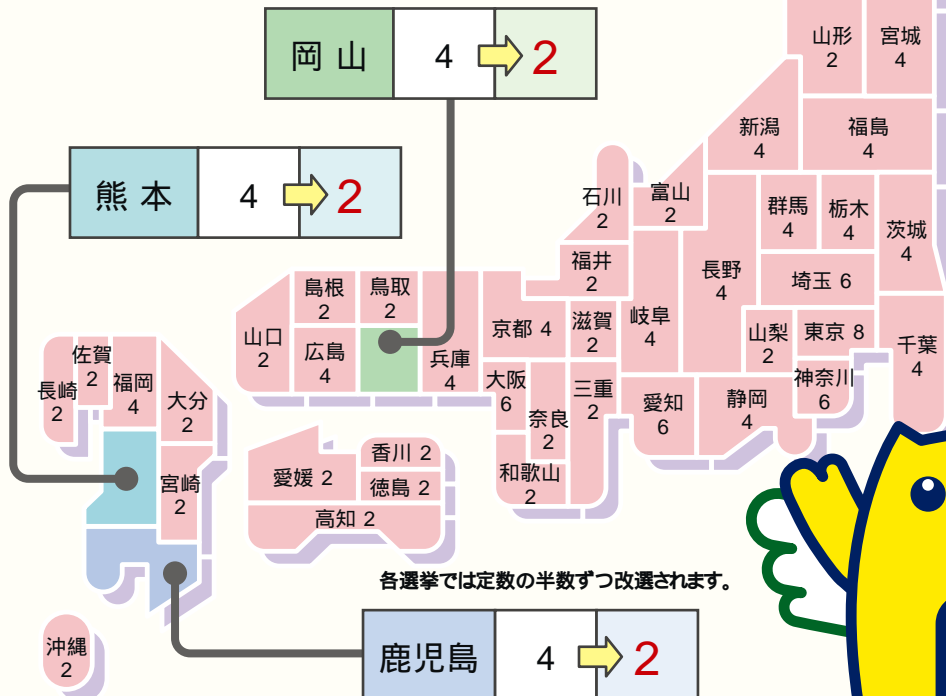 岡山 4 2
山形
2
宮城
4
新潟
4
福島
4
熊本 4 2
石川
2
富山
2
群馬
4
栃木
4
茨城
4
長野
4
福井
2
埼玉 6
島根
2
鳥取
2
山口
2
広島
4
兵庫
4
京都 4
滋賀
2
岐阜
4
山梨
2
東京 8
千葉
4
佐賀
2
長崎
2
福岡
4
大分
2
大阪
6
奈良
2
三重
2
愛知
6
静岡
4
神奈川
6
宮崎
2
愛媛 2
香川 2
徳島 2
高知 2
和歌山
2
各選挙では定数の半数ずつ改選されます。
沖縄
2
鹿児島 4 2